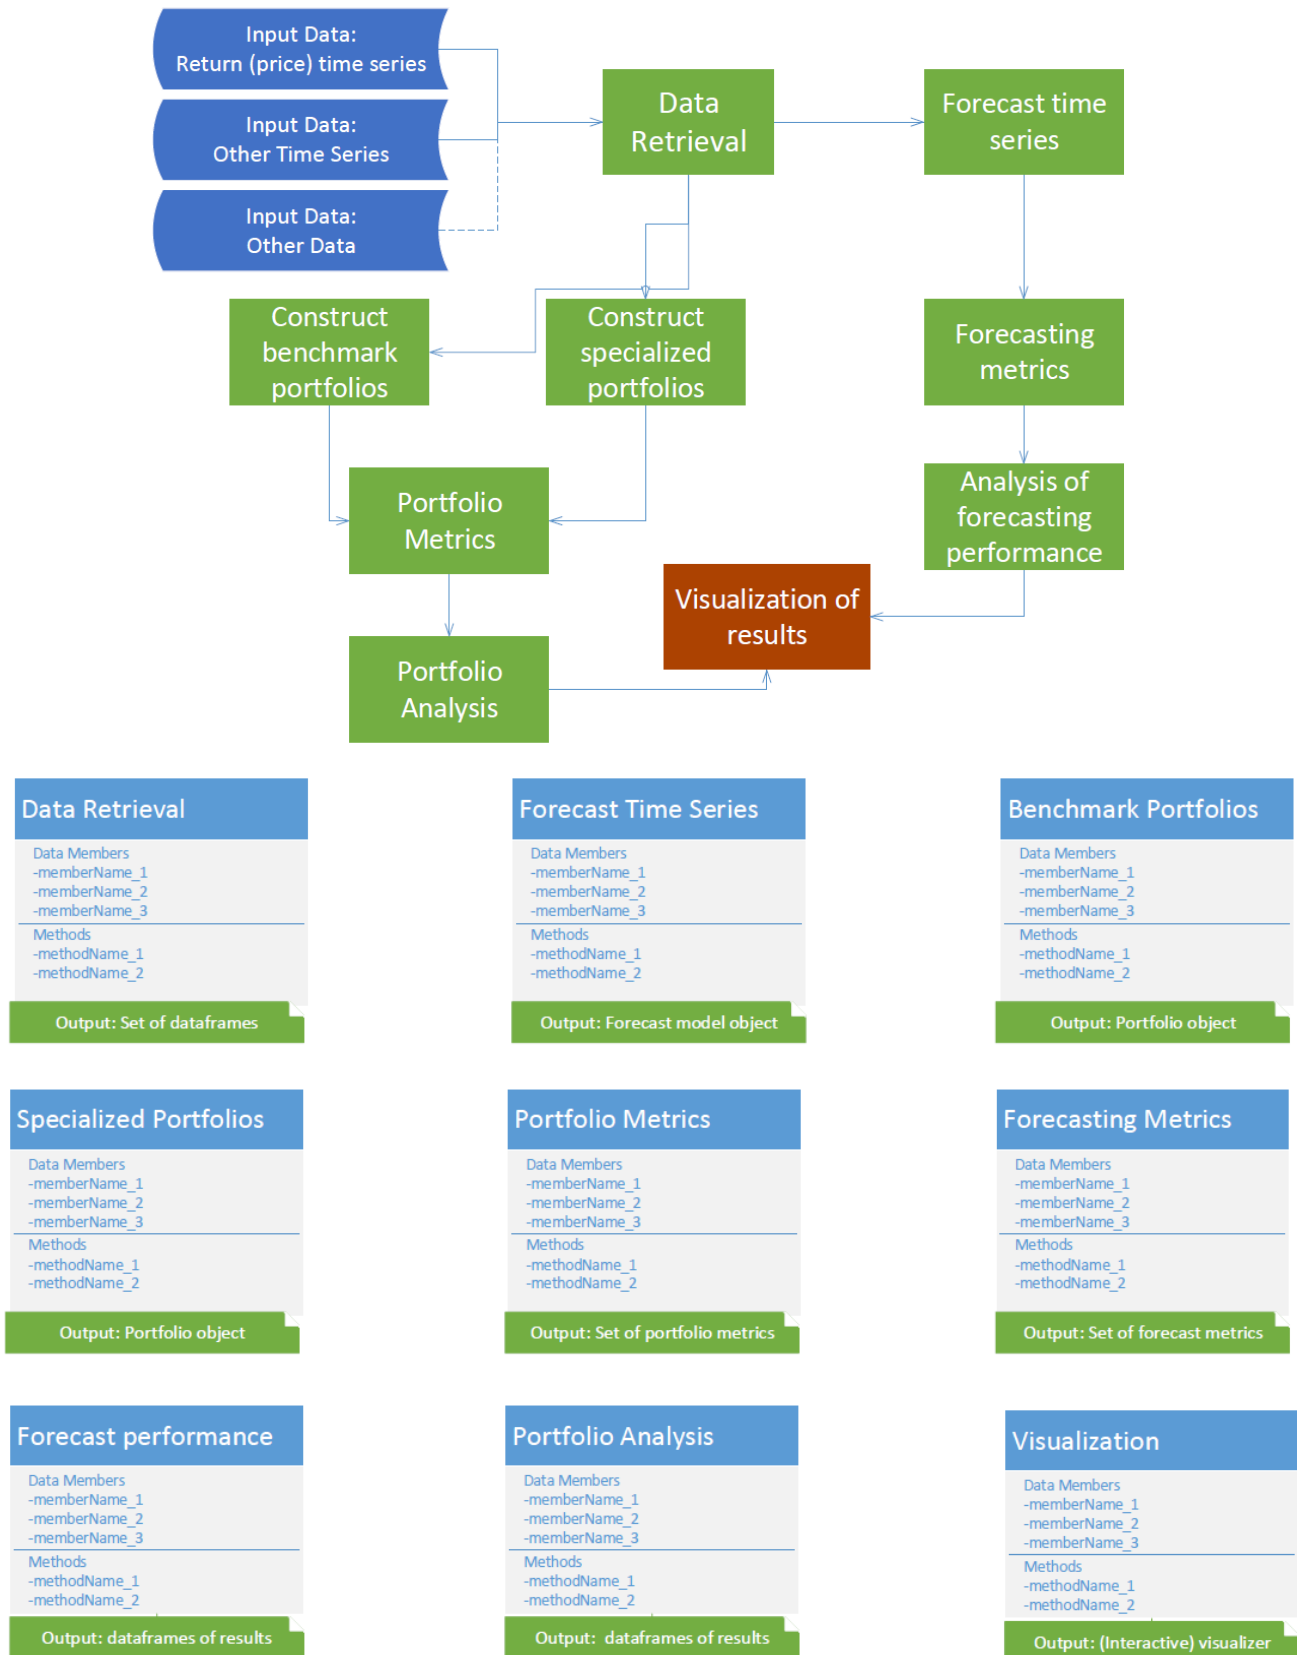 Input Data:
Return (price) time series
Input Data:
Other Time Series
Input Data:
Other Data
Data
Retrieval
Forecast time
series
Construct
benchmark
portfolios
Construct
specialized
portfolios
Forecasting
metrics
Portfolio
Metrics
Analysis of
forecasting
performance
Visualization of
results
Portfolio
Analysis
Data Retrieval
Data Members
-memberName_1
-memberName_2
-memberName_3
Methods
-methodName_1
-methodName_2
Output: Set of dataframes
Forecast Time Series
Data Members
-memberName_1
-memberName_2
-memberName_3
Methods
-methodName_1
-methodName_2
Output: Forecast model object
Benchmark Portfolios
Data Members
-memberName_1
-memberName_2
-memberName_3
Methods
-methodName_1
-methodName_2
Output: Portfolio object
Specialized Portfolios
Data Members
-memberName_1
-memberName_2
-memberName_3
Methods
-methodName_1
-methodName_2
Output: Portfolio object
Portfolio Metrics
Data Members
-memberName_1
-memberName_2
-memberName_3
Methods
-methodName_1
-methodName_2
Output: Set of portfolio metrics
Forecasting Metrics
Data Members
-memberName_1
-memberName_2
-memberName_3
Methods
-methodName_1
-methodName_2
Output: Set of forecast metrics
Forecast performance
Data Members
-memberName_1
-memberName_2
-memberName_3
Methods
-methodName_1
-methodName_2
Output: dataframes of results
Portfolio Analysis
Data Members
-memberName_1
-memberName_2
-memberName_3
Methods
-methodName_1
-methodName_2
Output: dataframes of results
Visualization
Data Members
-memberName_1
-memberName_2
-memberName_3
Methods
-methodName_1
-methodName_2
Output: (Interactive) visualizer